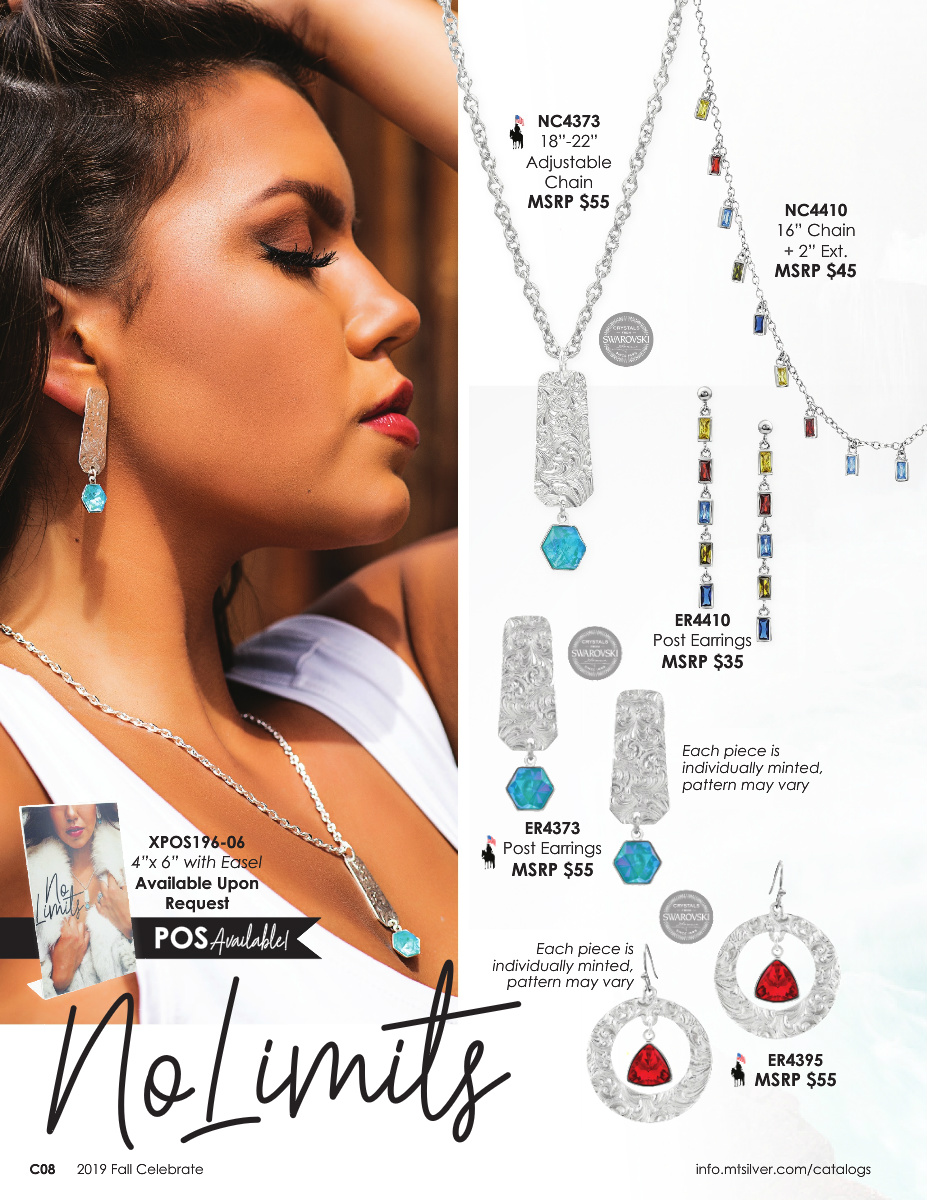 NC4373
18”-22”
Adjustable
Chain
MSRP $55
NC4410
16” Chain
+ 2” Ext.
MSRP $45
CRYSTALS
FROM
SWAROVSKI
ER4410
Post Earrings
MSRP $35
CRYSTALS
FROM
SWAROVSKI
Each piece is
individually minted,
pattern may vary
ER4373
Post Earrings
MSRP $55
CRYSTALS
FROM
SWAROVSKI
Each piece is
individually minted,
pattern may vary
ER4395
MSRP $55
No
Limits
XPOS196-06
4”x 6” with Easel
Available Upon
Request
POS Available!
No Limits
C08 2019 Fall Celebrate
info.mtsilver.com/catalogs